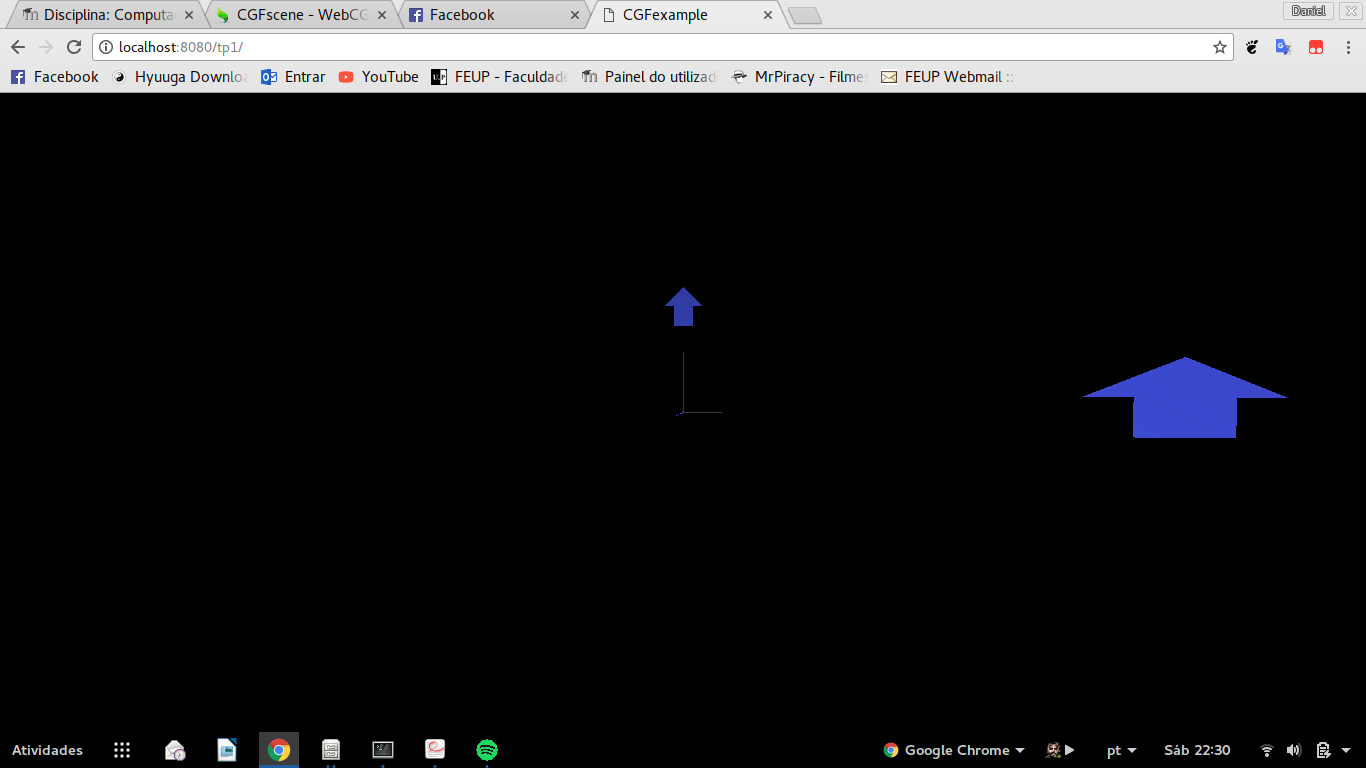 Disciplina: Computa
CGFscene - WebCG
Facebook
CGFexample
Daniel
localhost:8080/tp1/
Facebook
Hyuuga Downlo
Entrar
YouTube
FEUP - Faculdade
Painel do utilizad
MrPiracy - Filmes
FEUP Webmail ::
Atividades
Google Chrome
pt
Sáb 22:30